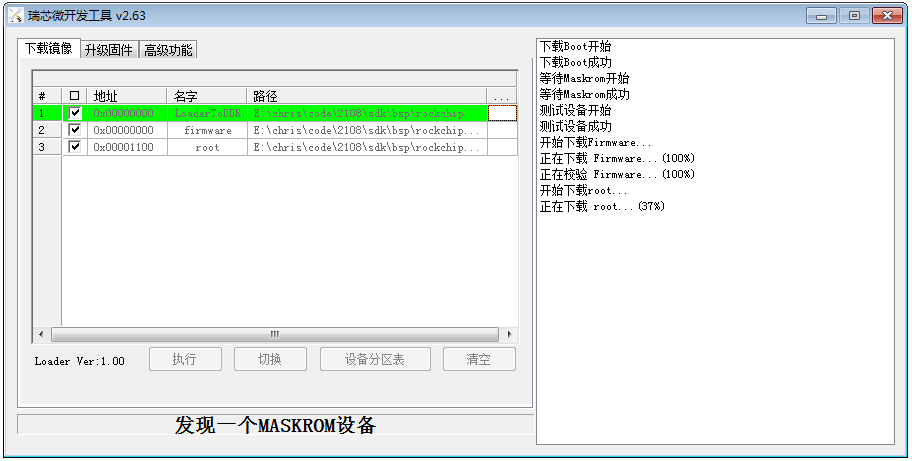 瑞芯微开发工具 v2.63
下载镜像 升级固件 高级功能
# 地址 名字 路径 ...
1 0x00000000 LoaderToDDR E:\chris\code\2108\sdk\bsp\rockchip...
2 0x00000000 firmware E:\chris\code\2108\sdk\bsp\rockchip...
3 0x00001100 root E:\chris\code\2108\sdk\bsp\rockchip...
Loader Ver:1.00 执行 切换 设备分区表 清空
发现一个MASKROM设备
下载Boot开始
下载Boot成功
等待Maskrom开始
等待Maskrom成功
测试设备开始
测试设备成功
开始下载Firmware...
正在下载 Firmware...(100%)
正在校验 Firmware...(100%)
开始下载root...
正在下载 root...(37%)